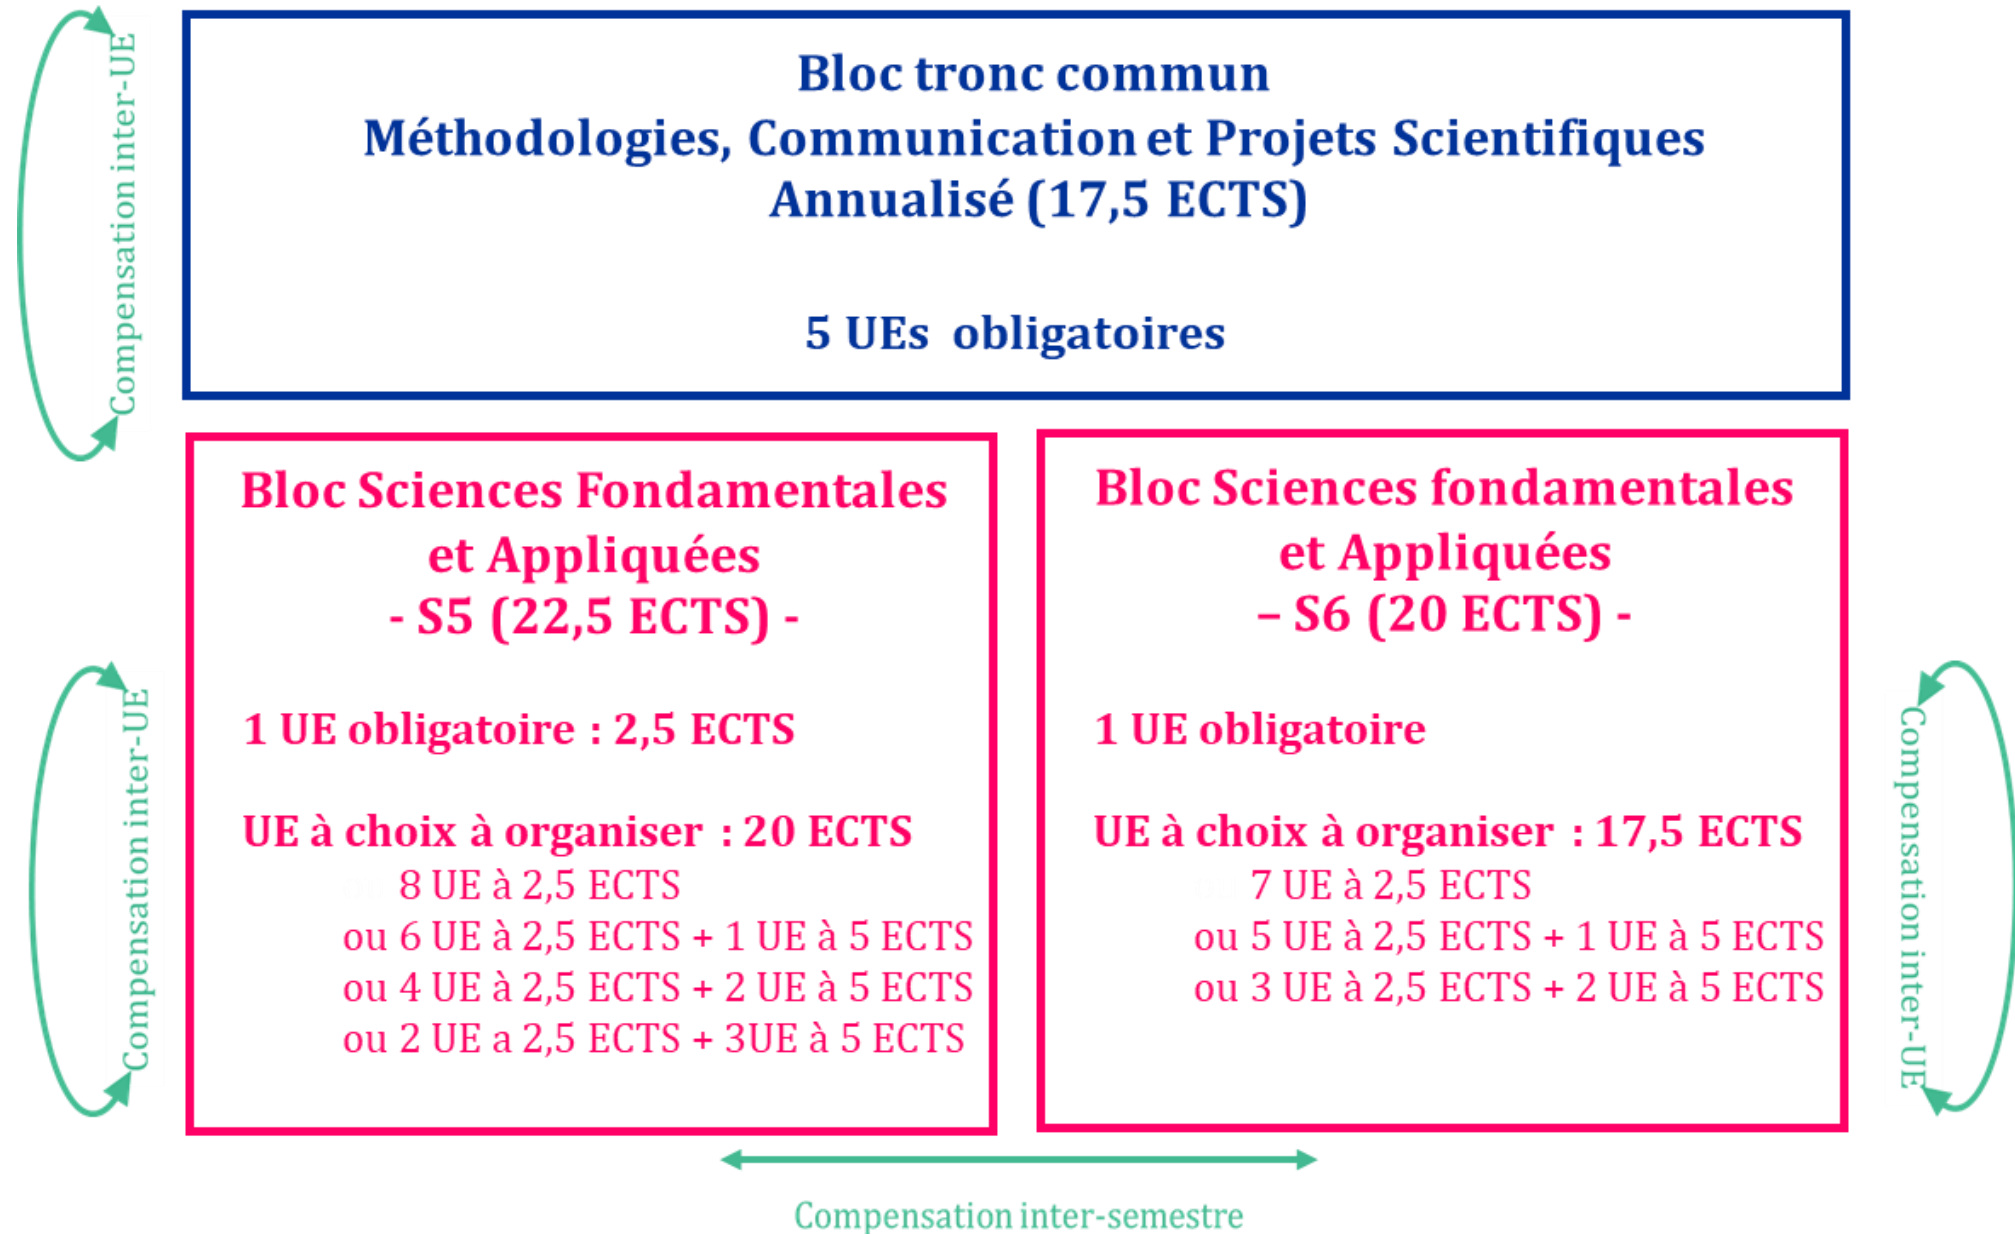 Compensation inter-UE
Bloc tronc commun
Méthodologies, Communication et Projets Scientifiques
Annualisé (17,5 ECTS)
5 UEs obligatoires
Compensation inter-UE
Bloc Sciences Fondamentales
et Appliquées
- S5 (22,5 ECTS) -
1 UE obligatoire : 2,5 ECTS
UE à choix à organiser : 20 ECTS
8 UE à 2,5 ECTS
ou 6 UE à 2,5 ECTS + 1 UE à 5 ECTS
ou 4 UE à 2,5 ECTS + 2 UE à 5 ECTS
ou 2 UE a 2,5 ECTS + 3UE à 5 ECTS
Bloc Sciences fondamentales
et Appliquées
– S6 (20 ECTS) -
1 UE obligatoire
UE à choix à organiser : 17,5 ECTS
7 UE à 2,5 ECTS
ou 5 UE à 2,5 ECTS + 1 UE à 5 ECTS
ou 3 UE à 2,5 ECTS + 2 UE à 5 ECTS
Compensation inter-UE
Compensation inter-semestre